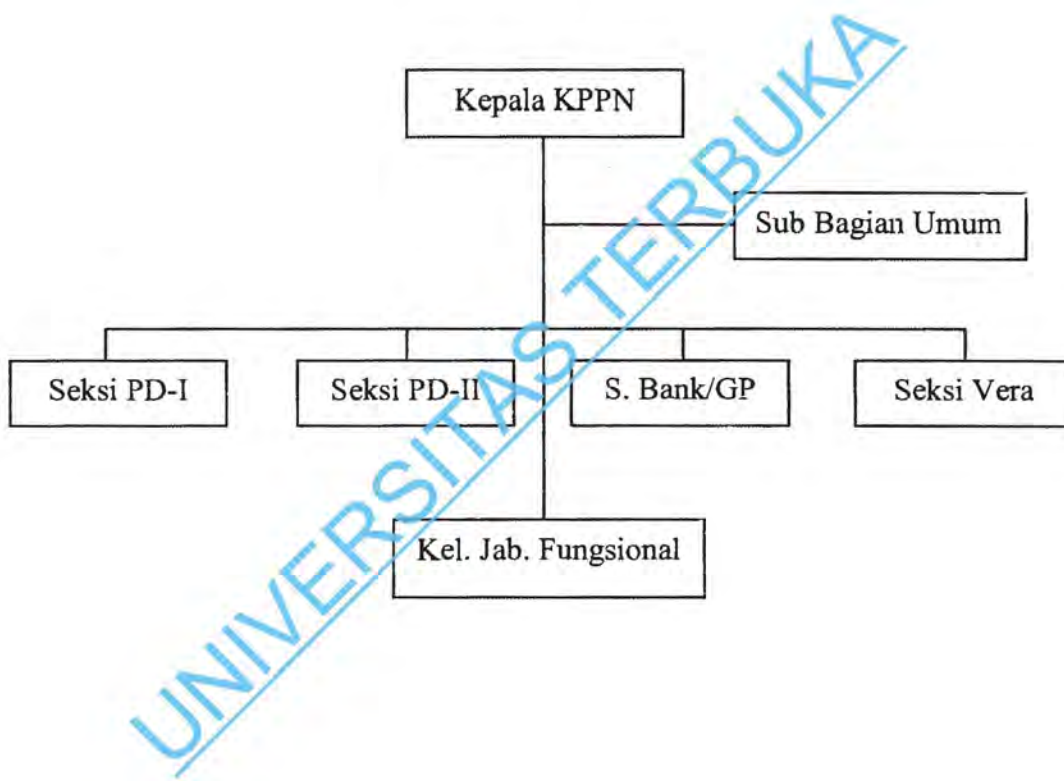 Kepala KPPN
Sub Bagian Umum
Seksi PD-I
Seksi PD-II
S. Bank/GP
Seksi Vera
Kel. Jab. Fungsional
UNIVERSITAS TERBUKA